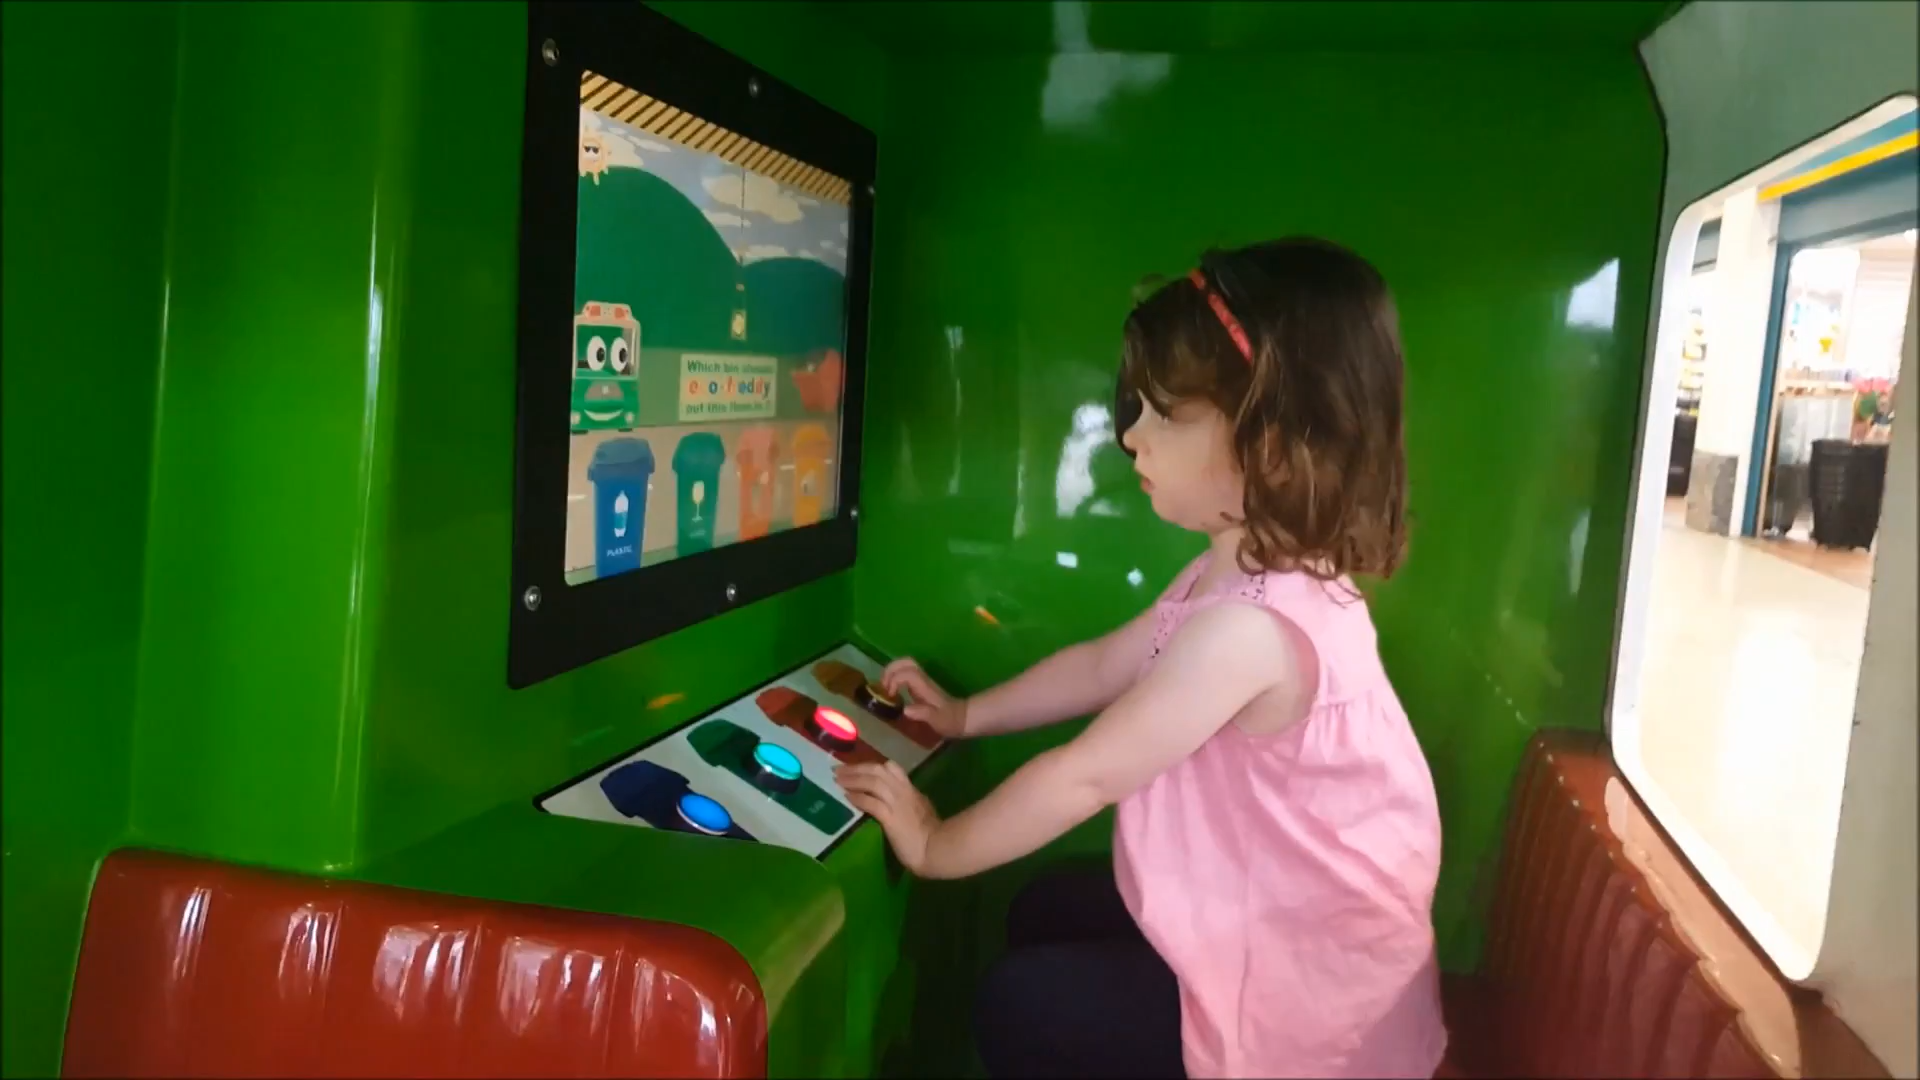 Which bin should
eco-freddy
put this item in?
PLASTIC